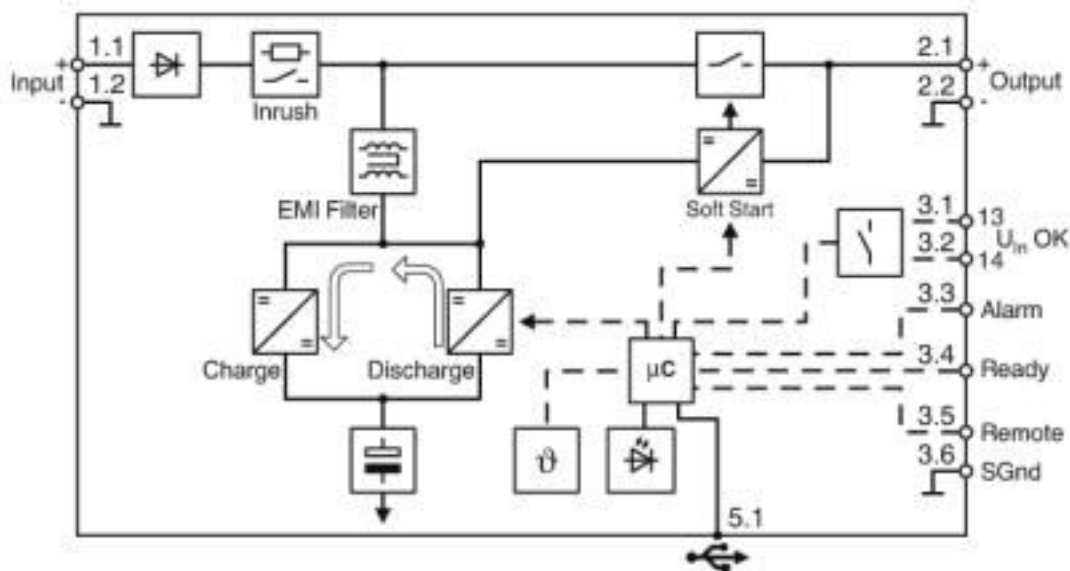 1.1
+
Input
1.2
-
Inrush
2.1
+
2.2
Output
-
EMI Filter
Soft Start
3.1
13
U_in OK
3.2
14
3.3
Alarm
Charge
Discharge
µC
3.4
Ready
3.5
Remote
ϑ
3.6
SGnd
5.1